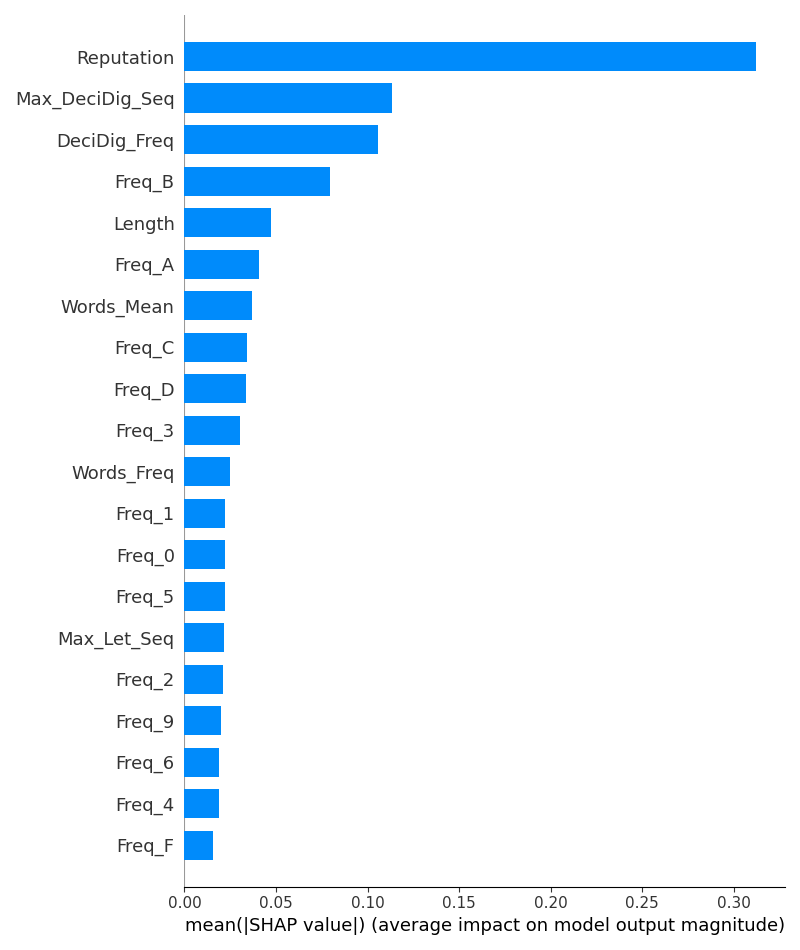 Reputation
Max_DeciDig_Seq
DeciDig_Freq
Freq_B
Length
Freq_A
Words_Mean
Freq_C
Freq_D
Freq_3
Words_Freq
Freq_1
Freq_0
Freq_5
Max_Let_Seq
Freq_2
Freq_9
Freq_6
Freq_4
Freq_F
0.00 0.05 0.10 0.15 0.20 0.25 0.30
mean(|SHAP value|) (average impact on model output magnitude)